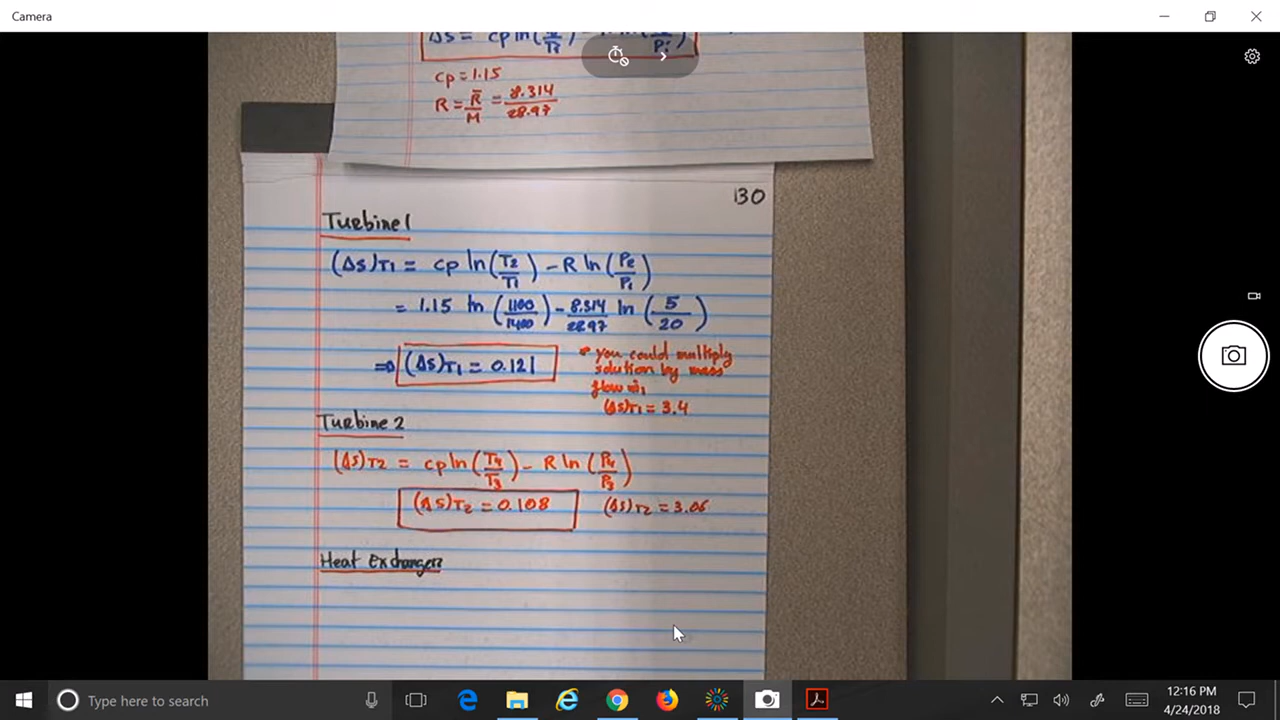 Camera
Δs = cp ln(
cp = 1.15
R = R̄/M = 8.314/28.97
130
Turbine 1
(Δs)T1 = cp ln(T2/T1) - R ln(P2/P1)
= 1.15 ln(1100/1400) - 8.314/28.97 ln(5/20)
⇒ (Δs)T1 = 0.121
• you could multiply
solution by mass
flow ṁ1
(Δs)T1 = 3.4
Turbine 2
(Δs)T2 = cp ln(T4/T3) - R ln(P4/P3)
(Δs)T2 = 0.108 (Δs)T2 = 3.06
Heat Exchanger
Type here to search
12:16 PM
4/24/2018